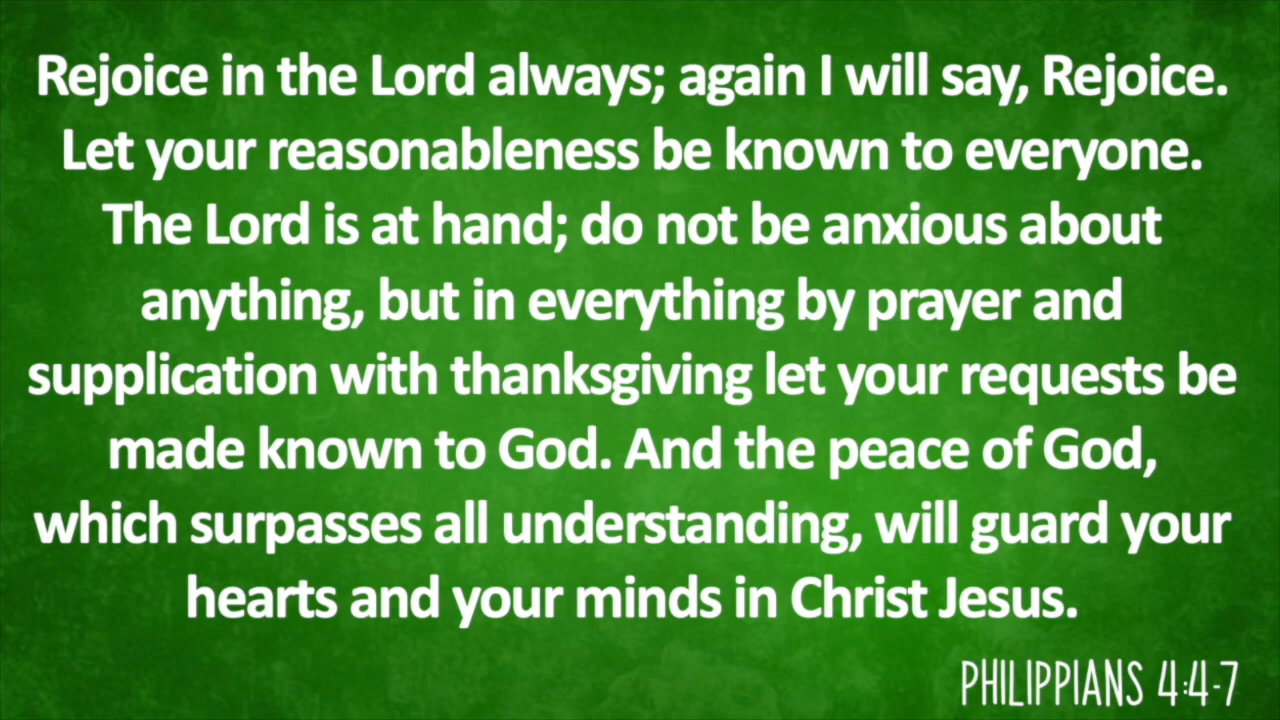 Rejoice in the Lord always; again I will say, Rejoice.
Let your reasonableness be known to everyone.
The Lord is at hand; do not be anxious about
anything, but in everything by prayer and
supplication with thanksgiving let your requests be
made known to God. And the peace of God,
which surpasses all understanding, will guard your
hearts and your minds in Christ Jesus.
PHILIPPIANS 4:4-7